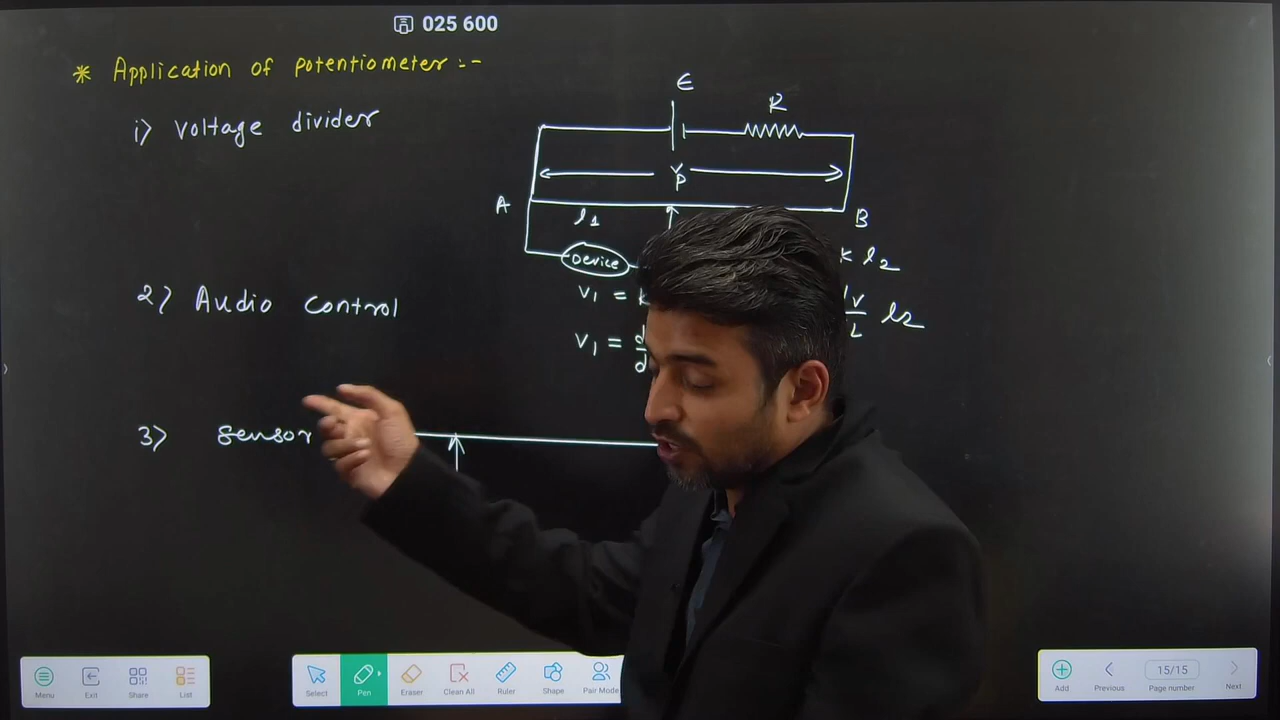 025 600
* Application of potentiometer :-
i) Voltage divider
E
R
Vp
A
l1
B
Device
K l2
V1 =
l2
L
2) Audio control
V1 = d
d
3) sensor
Menu
Exit
Share
List
Select
Pen
Eraser
Clean All
Ruler
Shape
Pair Mode
Add
Previous
15/15
Page number
Next